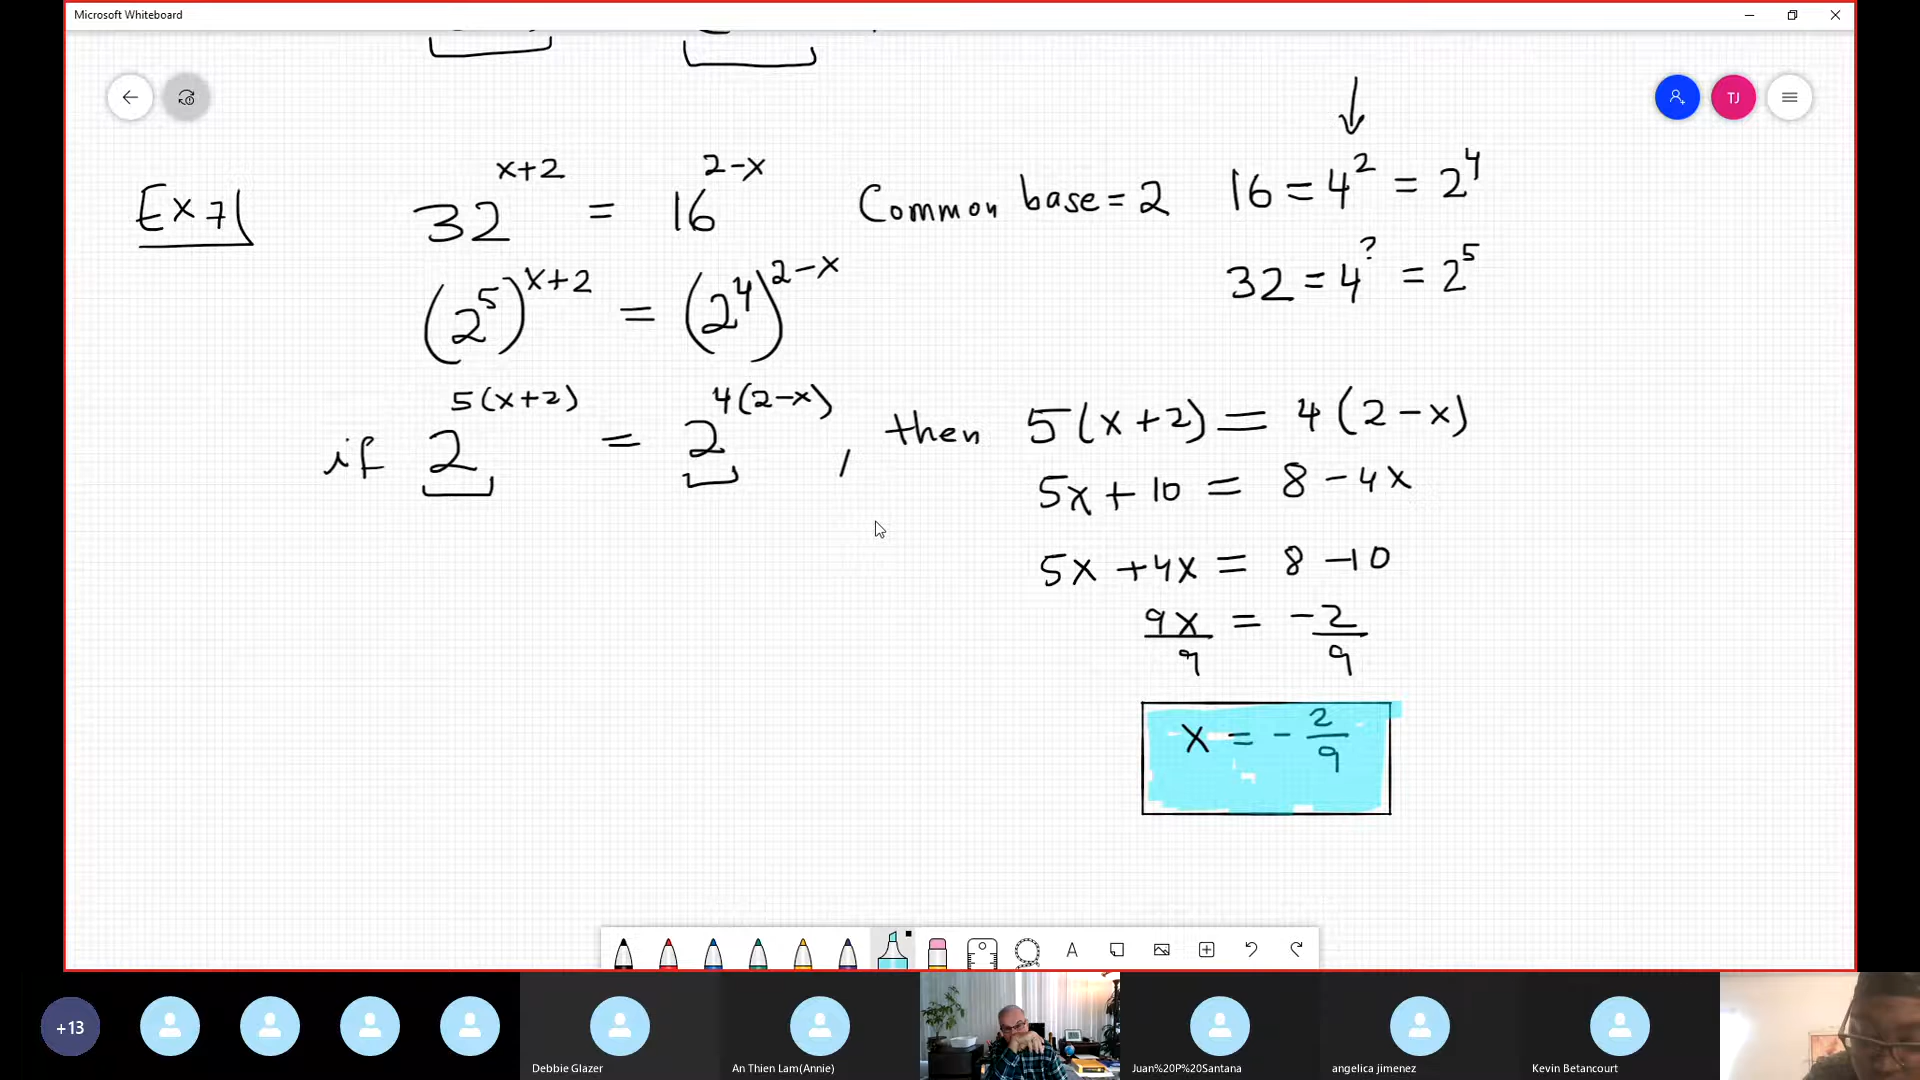 Microsoft Whiteboard
TJ
Ex 7| 32^(x+2) = 16^(2-x) Common base = 2 16 = 4^2 = 2^4
(2^5)^(x+2) = (2^4)^(2-x) 32 = 4^? = 2^5
if 2^(5(x+2)) = 2^(4(2-x)), then 5(x+2) = 4(2-x)
5x + 10 = 8 - 4x
5x + 4x = 8 - 10
9x/9 = -2/9
x = - 2/9
A
+13
Debbie Glazer
An Thien Lam(Annie)
Juan%20P%20Santana
angelica jimenez
Kevin Betancourt